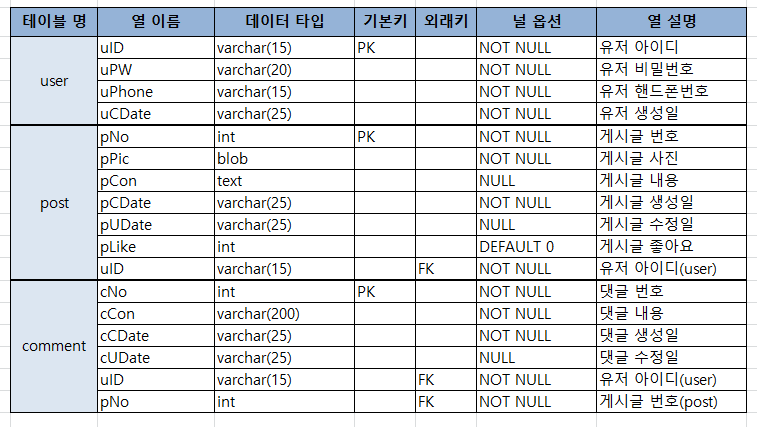 테이블 명 열 이름 데이터 타입 기본키 외래키 널 옵션 열 설명
user
uID varchar(15) PK NOT NULL 유저 아이디
uPW varchar(20) NOT NULL 유저 비밀번호
uPhone varchar(15) NOT NULL 유저 핸드폰번호
uCDate varchar(25) NOT NULL 유저 생성일
post
pNo int PK NOT NULL 게시글 번호
pPic blob NOT NULL 게시글 사진
pCon text NULL 게시글 내용
pCDate varchar(25) NOT NULL 게시글 생성일
pUDate varchar(25) NULL 게시글 수정일
pLike int DEFAULT 0 게시글 좋아요
uID varchar(15) FK NOT NULL 유저 아이디(user)
comment
cNo int PK NOT NULL 댓글 번호
cCon varchar(200) NOT NULL 댓글 내용
cCDate varchar(25) NOT NULL 댓글 생성일
cUDate varchar(25) NULL 댓글 수정일
uID varchar(15) FK NOT NULL 유저 아이디(user)
pNo int FK NOT NULL 게시글 번호(post)